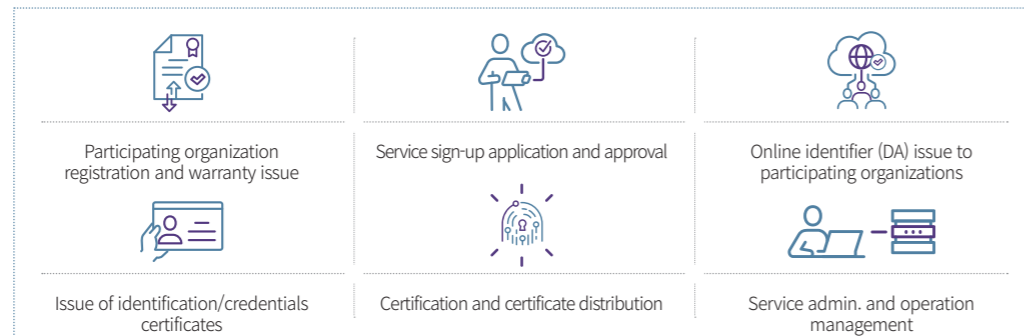 Participating organization
registration and warranty issue
Service sign-up application and approval
Online identifier (DA) issue to
participating organizations
Issue of identification/credentials
certificates
Certification and certificate distribution
Service admin. and operation
management